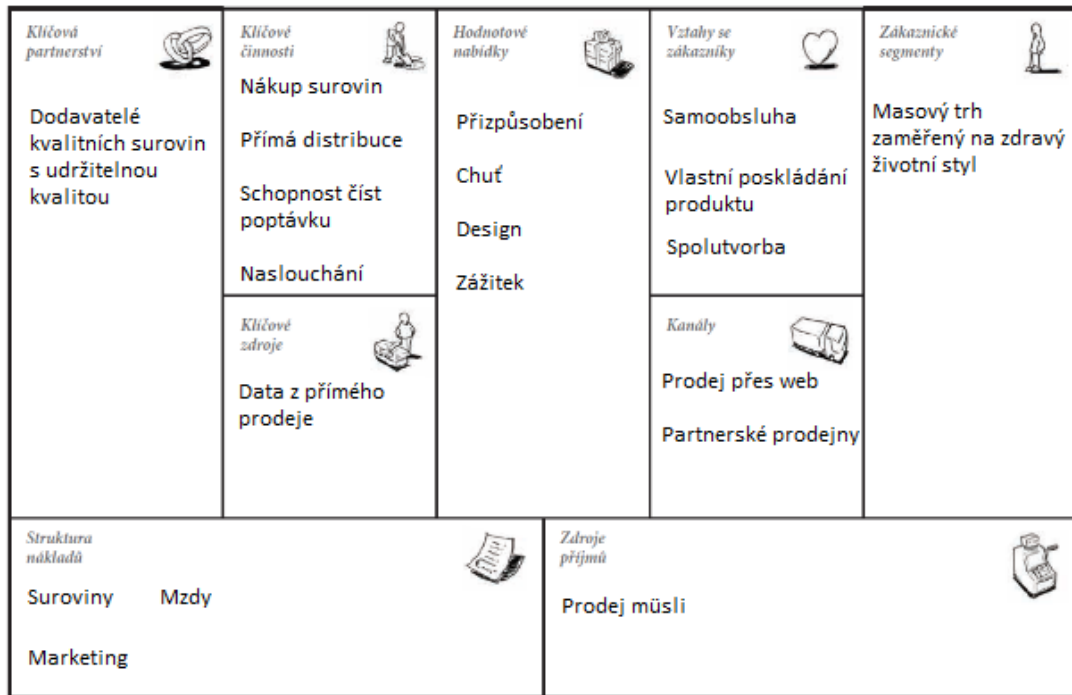 Klíčová
partnerství
Dodavatelé
kvalitních surovin
s udržitelnou
kvalitou
Klíčové
činnosti
Nákup surovin
Přímá distribuce
Schopnost číst
poptávku
Naslouchání
Klíčové
zdroje
Data z přímého
prodeje
Hodnotové
nabídky
Přizpůsobení
Chuť
Design
Zážitek
Vztahy se
zákazníky
Samoobsluha
Vlastní poskládání
produktu
Spolutvorba
Kanály
Prodej přes web
Partnerské prodejny
Zákaznické
segmenty
Masový trh
zaměřený na zdravý
životní styl
Struktura
nákladů
Suroviny Mzdy
Marketing
Zdroje
příjmů
Prodej müsli